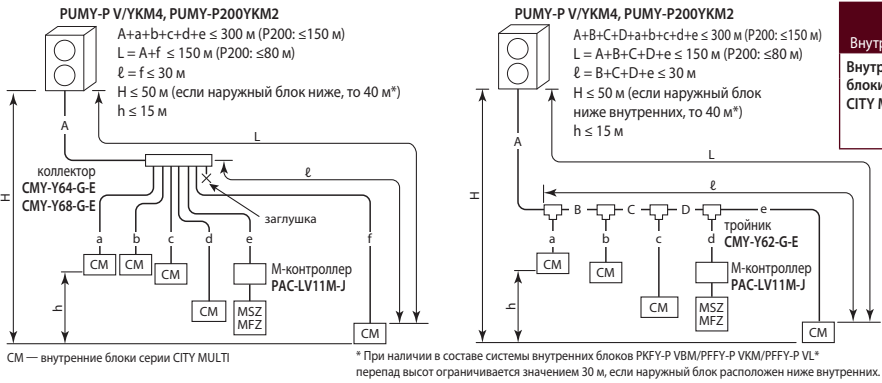 PUMY-P V/YKM4, PUMY-P200YKM2
A+a+b+c+d+e ≤ 300 м (P200: ≤150 м)
L = A+f ≤ 150 м (P200: ≤80 м)
ℓ = f ≤ 30 м
H ≤ 50 м (если наружный блок ниже, то 40 м*)
h ≤ 15 м
A
L
H
коллектор
CMY-Y64-G-E
CMY-Y68-G-E
ℓ
заглушка
a
b
c
d
e
f
CM
CM
CM
М-контроллер
PAC-LV11M-J
h
CM
MSZ
MFZ
CM
CM — внутренние блоки серии CITY MULTI
PUMY-P V/YKM4, PUMY-P200YKM2
A+B+C+D+a+b+c+d+e ≤ 300 м (P200: ≤150 м)
L = A+B+C+D+e ≤ 150 м (P200: ≤80 м)
ℓ = B+C+D+e ≤ 30 м
H ≤ 50 м (если наружный блок
ниже внутренних, то 40 м*)
h ≤ 15 м
A
L
H
ℓ
B
C
D
e
тройник
CMY-Y62-G-E
a
b
c
d
CM
CM
М-контроллер
PAC-LV11M-J
h
CM
MSZ
MFZ
CM
* При наличии в составе системы внутренних блоков PKFY-P VBM/PFFY-P VKM/PFFY-P VL*
перепад высот ограничивается значением 30 м, если наружный блок расположен ниже внутренних.
Внутр
Внутр
блоки
CITY M